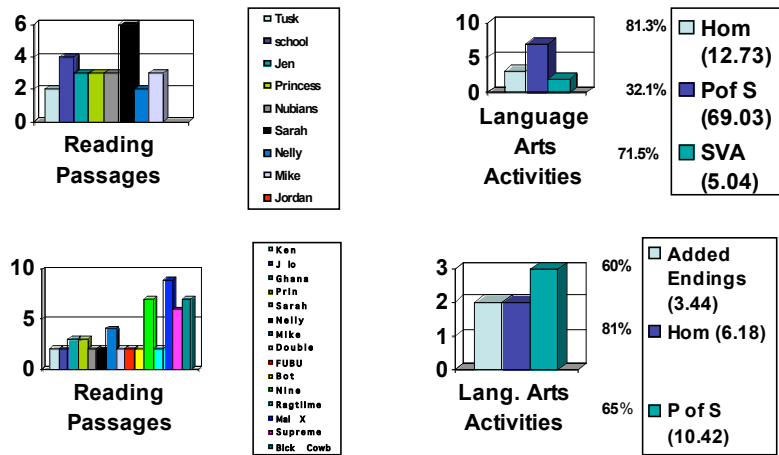 6
4
2
0
Reading
Passages
Tusk
school
Jen
Princess
Nubians
Sarah
Nelly
Mike
Jordan
10
5
0
Language
Arts
Activities
81.3%
32.1%
71.5%
Hom
(12.73)
Pof S
(69.03)
SVA
(5.04)
10
5
0
Reading
Passages
Ken
J lo
Ghana
Prin
Sarah
Nelly
Mike
Double
FUBU
Bot
Nine
Ragtiime
Mal X
Supreme
Blck Cowb
3
2
1
0
Lang. Arts
Activities
60%
81%
65%
Added
Endings
(3.44)
Hom (6.18)
P of S
(10.42)